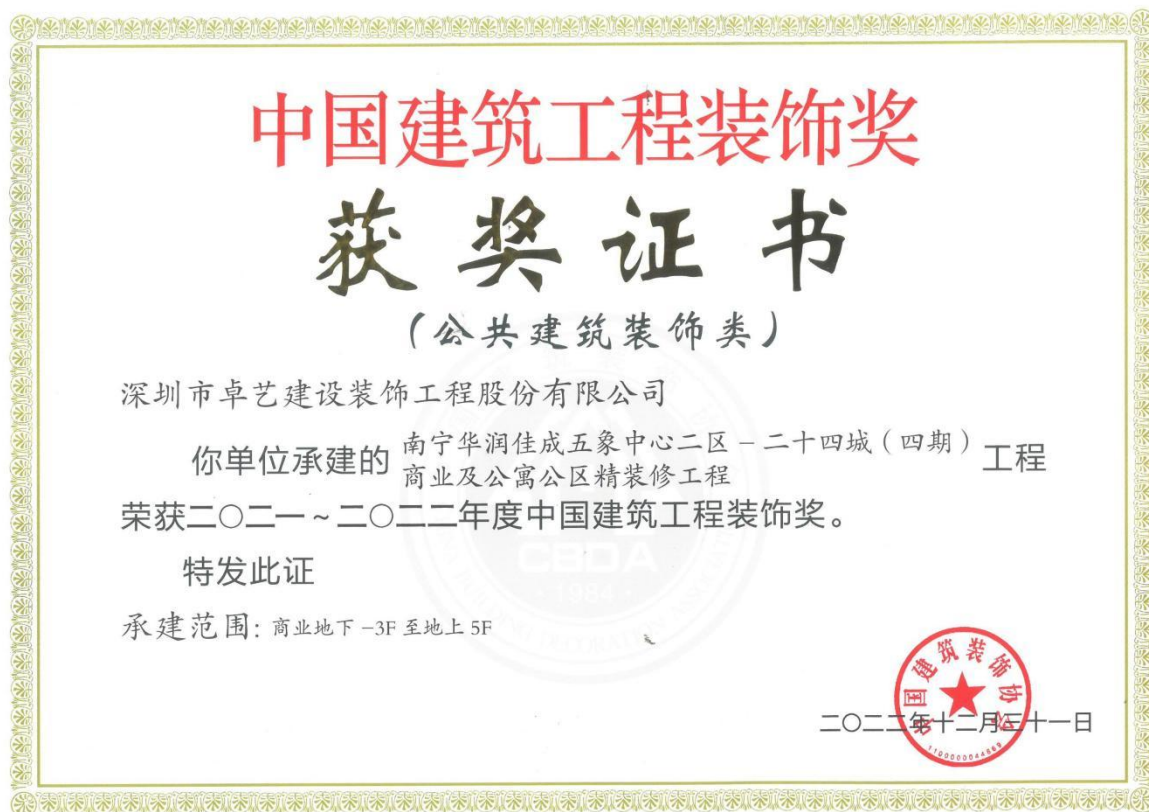 中国建筑工程装饰奖
获奖证书
(公共建筑装饰类)
深圳市卓艺建设装饰工程股份有限公司
你单位承建的 南宁华润佳成五象中心二区－二十四城（四期） 工程
商业及公寓公区精装修工程
荣获二〇二一～二〇二二年度中国建筑工程装饰奖。
特发此证
承建范围: 商业地下 -3F 至地上 5F
CBDA
·1984·
中国建筑装饰协会
二〇二二年十二月三十一日